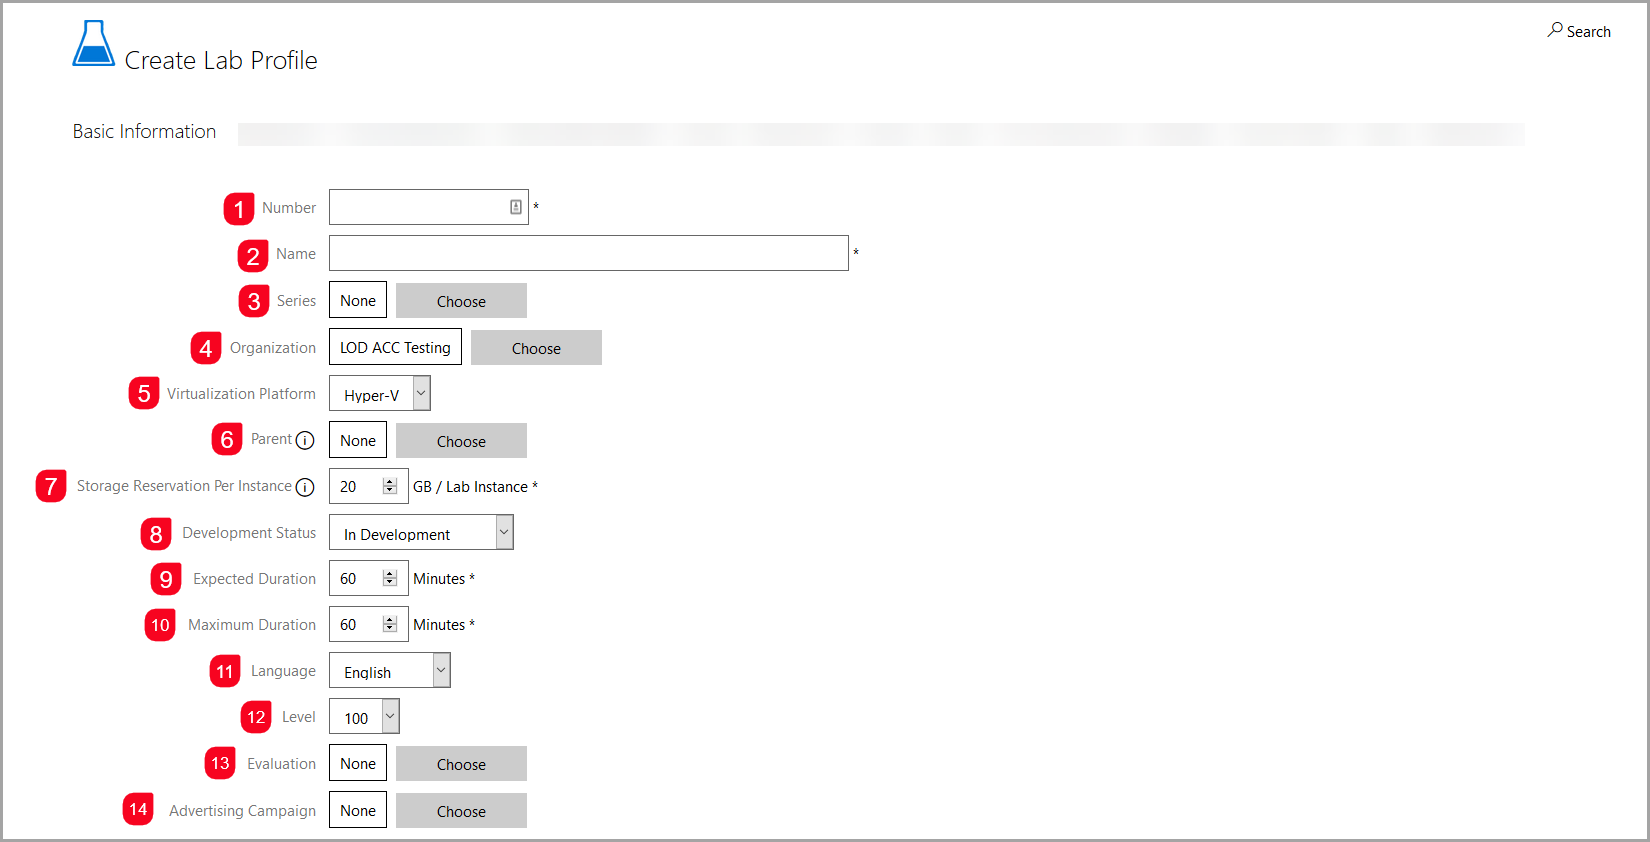 Search
Create Lab Profile
Basic Information
1 Number *
2 Name *
3 Series None Choose
4 Organization LOD ACC Testing Choose
5 Virtualization Platform Hyper-V
6 Parent i None Choose
7 Storage Reservation Per Instance i 20 GB / Lab Instance *
8 Development Status In Development
9 Expected Duration 60 Minutes *
10 Maximum Duration 60 Minutes *
11 Language English
12 Level 100
13 Evaluation None Choose
14 Advertising Campaign None Choose